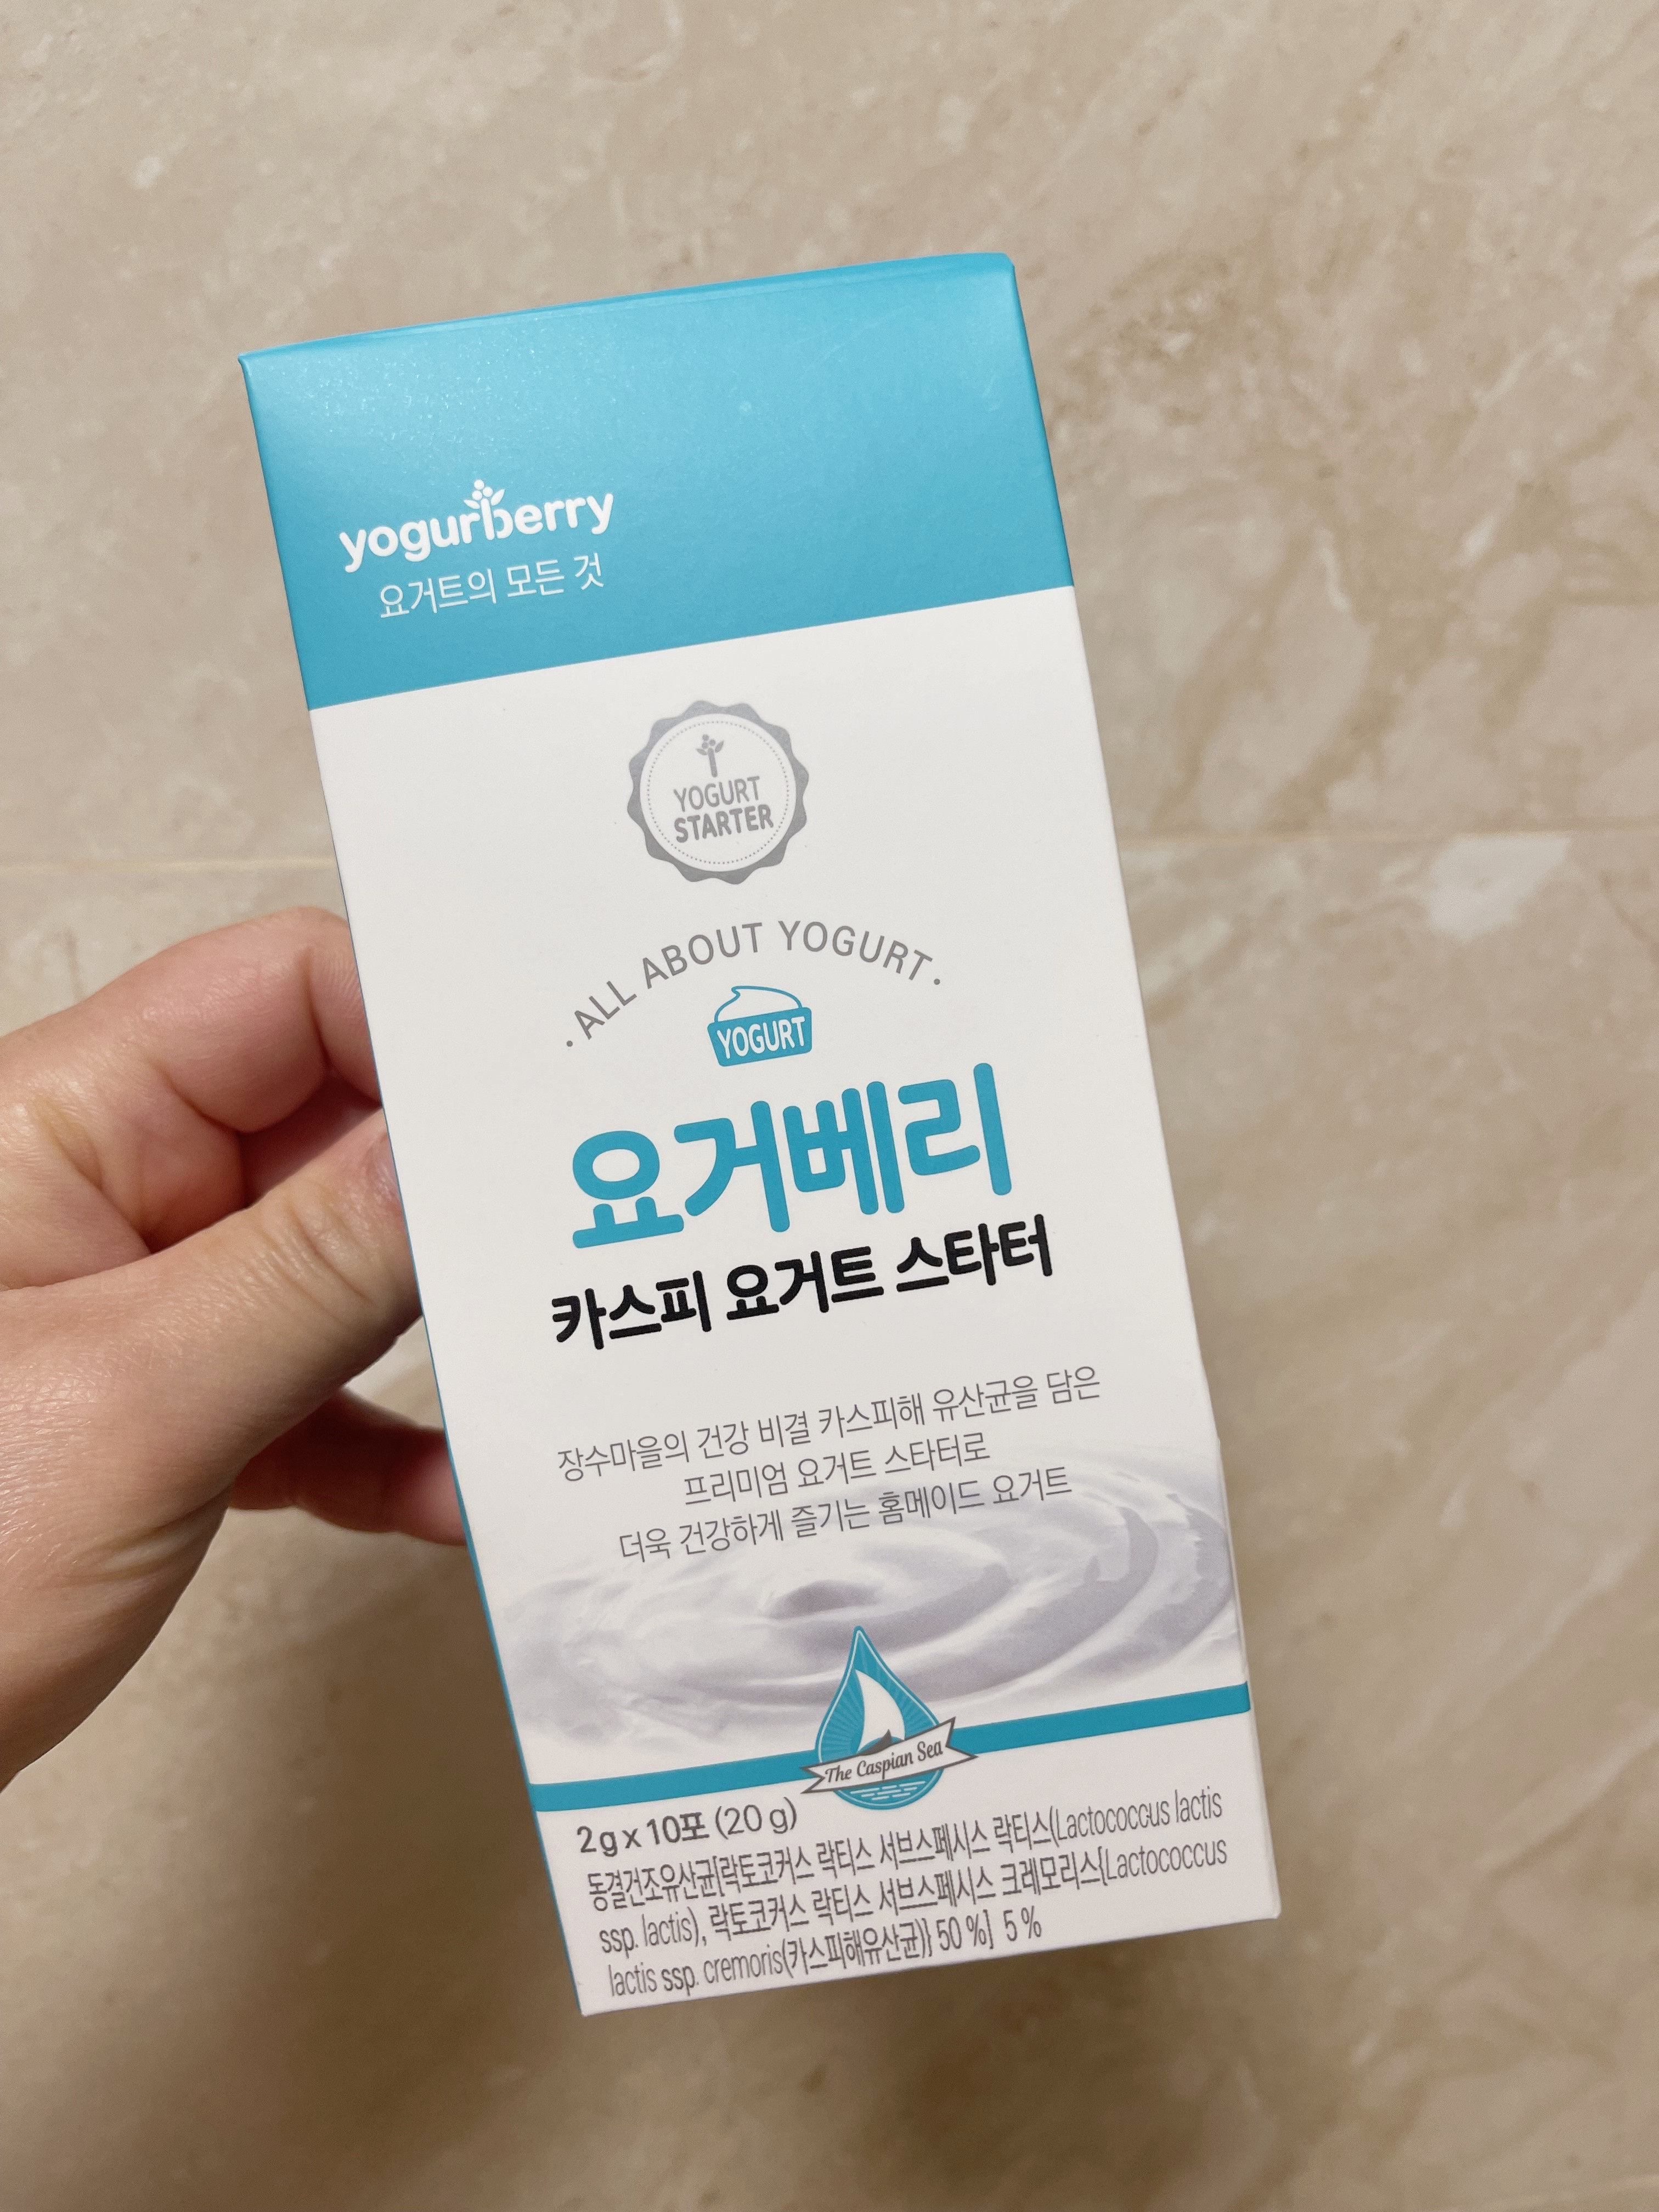 yogurberry
요거트의 모든 것
YOGURT
STARTER
· ALL ABOUT YOGURT ·
YOGURT
요거베리
카스피 요거트 스타터
장수마을의 건강 비결 카스피해 유산균을 담은
프리미엄 요거트 스타터로
더욱 건강하게 즐기는 홈메이드 요거트
The Caspian Sea
2g x 10포 (20 g)
동결건조유산균[락토코커스 락티스 서브스페시스 락티스(Lactococcus lactis
ssp. lactis), 락토코커스 락티스 서브스페시스 크레모리스{Lactococcus
lactis ssp. cremoris(카스피해유산균)} 50 %] 5 %